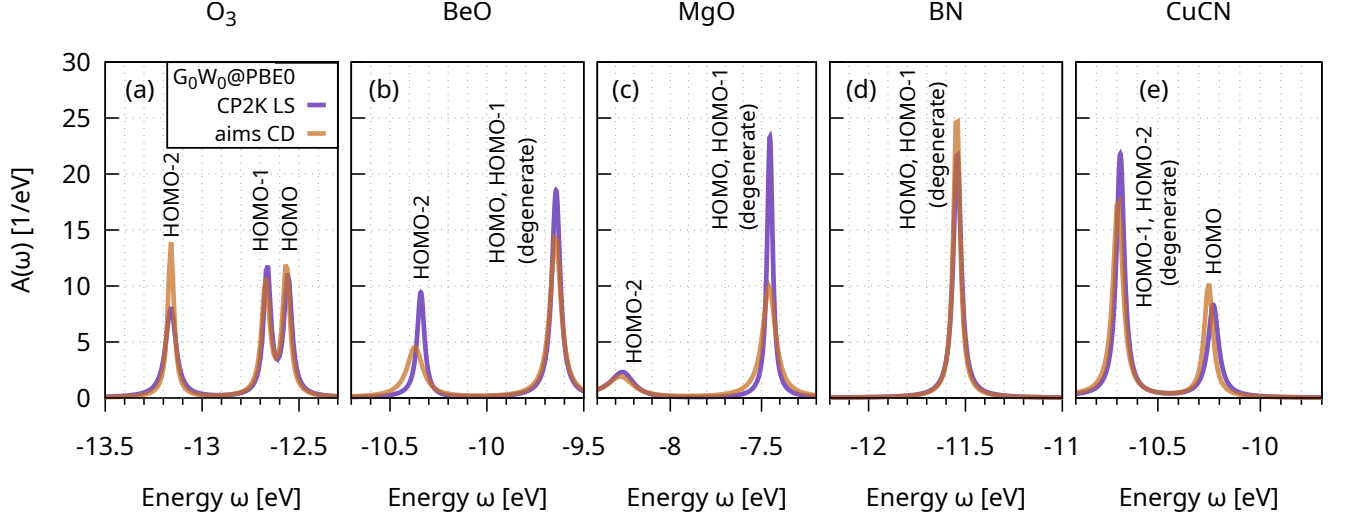 O3 BeO MgO BN CuCN
A(ω) [1/eV]
30
25
20
15
10
5
0
(a)
G0W0@PBE0
CP2K LS
aims CD
HOMO-2
HOMO-1
HOMO
-13.5 -13 -12.5
Energy ω [eV]
(b)
HOMO-2
HOMO, HOMO-1
(degenerate)
-10.5 -10 -9.5
Energy ω [eV]
(c)
HOMO-2
HOMO, HOMO-1
(degenerate)
-8 -7.5
Energy ω [eV]
(d)
HOMO, HOMO-1
(degenerate)
-12 -11.5 -11
Energy ω [eV]
(e)
HOMO-1, HOMO-2
(degenerate)
HOMO
-10.5 -10
Energy ω [eV]